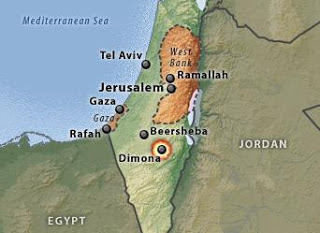 Mediterranean Sea
Tel Aviv
West
Bank
Ramallah
Jerusalem
Gaza
Gaza
Rafah
Beersheba
Dimona
JORDAN
EGYPT